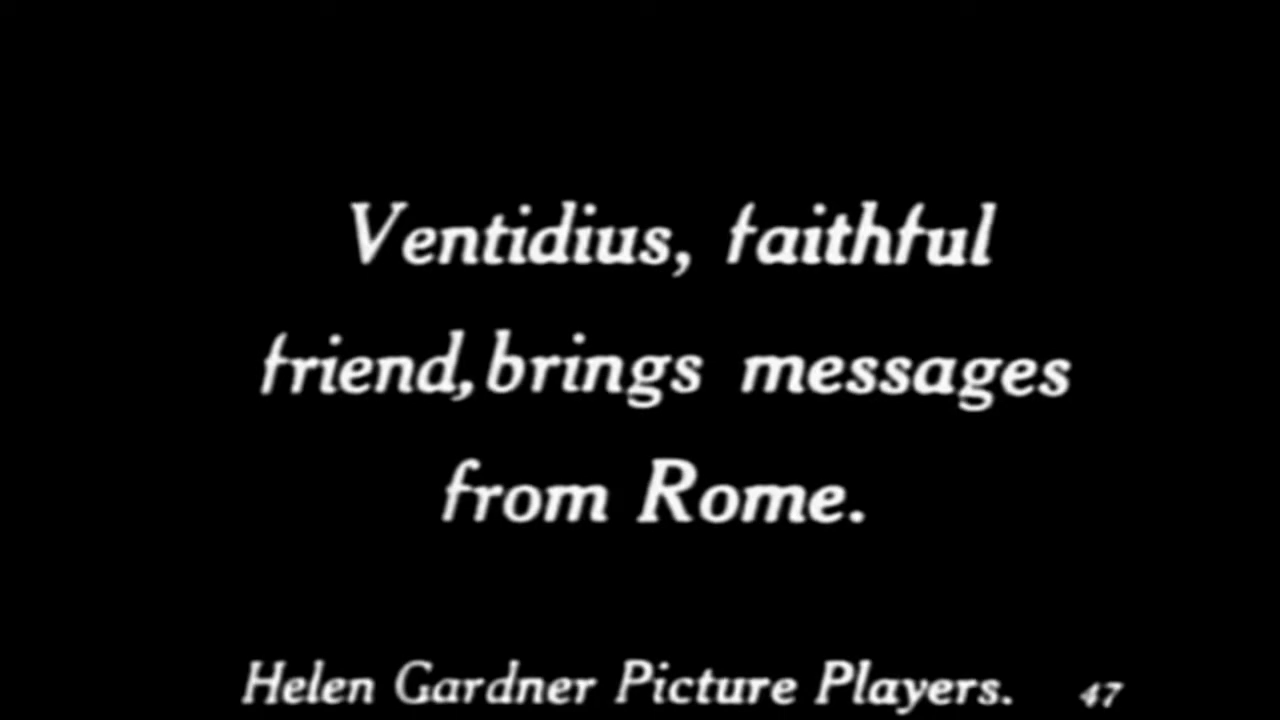 Ventidius, faithful
friend, brings messages
from Rome.
Helen Gardner Picture Players. 47